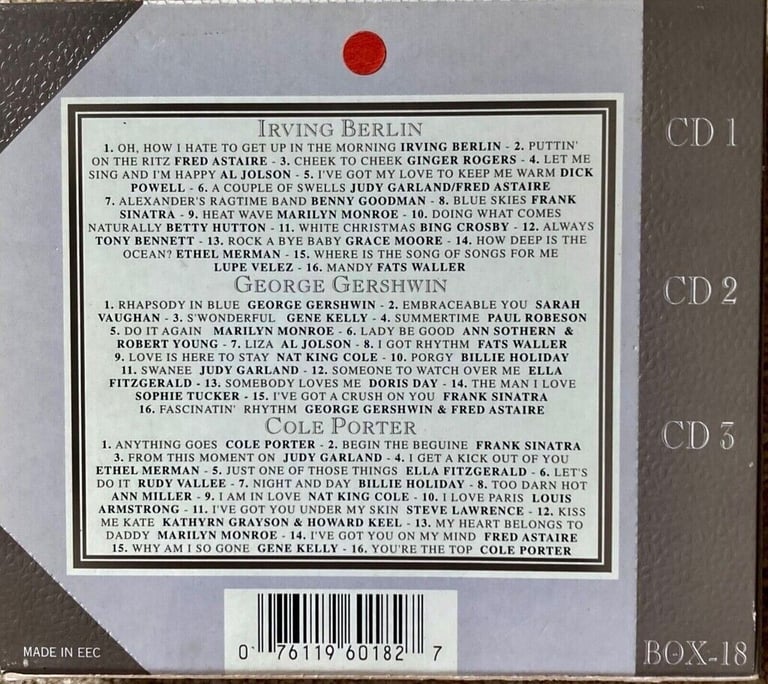 IRVING BERLIN
1. OH, HOW I HATE TO GET UP IN THE MORNING IRVING BERLIN - 2. PUTTIN'
ON THE RITZ FRED ASTAIRE - 3. CHEEK TO CHEEK GINGER ROGERS - 4. LET ME
SING AND I'M HAPPY AL JOLSON - 5. I'VE GOT MY LOVE TO KEEP ME WARM DICK
POWELL - 6. A COUPLE OF SWELLS JUDY GARLAND/FRED ASTAIRE
7. ALEXANDER'S RAGTIME BAND BENNY GOODMAN - 8. BLUE SKIES FRANK
SINATRA - 9. HEAT WAVE MARILYN MONROE - 10. DOING WHAT COMES
NATURALLY BETTY HUTTON - 11. WHITE CHRISTMAS BING CROSBY - 12. ALWAYS
TONY BENNETT - 13. ROCK A BYE BABY GRACE MOORE - 14. HOW DEEP IS THE
OCEAN? ETHEL MERMAN - 15. WHERE IS THE SONG OF SONGS FOR ME
LUPE VELEZ - 16. MANDY FATS WALLER
CD 1
GEORGE GERSHWIN
1. RHAPSODY IN BLUE GEORGE GERSHWIN - 2. EMBRACEABLE YOU SARAH
VAUGHAN - 3. S'WONDERFUL GENE KELLY - 4. SUMMERTIME PAUL ROBESON
5. DO IT AGAIN MARILYN MONROE - 6. LADY BE GOOD ANN SOTHERN &
ROBERT YOUNG - 7. LIZA AL JOLSON - 8. I GOT RHYTHM FATS WALLER
9. LOVE IS HERE TO STAY NAT KING COLE - 10. PORGY BILLIE HOLIDAY
11. SWANEE JUDY GARLAND - 12. SOMEONE TO WATCH OVER ME ELLA
FITZGERALD - 13. SOMEBODY LOVES ME DORIS DAY - 14. THE MAN I LOVE
SOPHIE TUCKER - 15. I'VE GOT A CRUSH ON YOU FRANK SINATRA
16. FASCINATIN' RHYTHM GEORGE GERSHWIN & FRED ASTAIRE
CD 2
COLE PORTER
1. ANYTHING GOES COLE PORTER - 2. BEGIN THE BEGUINE FRANK SINATRA
3. FROM THIS MOMENT ON JUDY GARLAND - 4. I GET A KICK OUT OF YOU
ETHEL MERMAN - 5. JUST ONE OF THOSE THINGS ELLA FITZGERALD - 6. LET'S
DO IT RUDY VALLEE - 7. NIGHT AND DAY BILLIE HOLIDAY - 8. TOO DARN HOT
ANN MILLER - 9. I AM IN LOVE NAT KING COLE - 10. I LOVE PARIS LOUIS
ARMSTRONG - 11. I'VE GOT YOU UNDER MY SKIN STEVE LAWRENCE - 12. KISS
ME KATE KATHYRN GRAYSON & HOWARD KEEL - 13. MY HEART BELONGS TO
DADDY MARILYN MONROE - 14. I'VE GOT YOU ON MY MIND FRED ASTAIRE
15. WHY AM I SO GONE GENE KELLY - 16. YOU'RE THE TOP COLE PORTER
CD 3
MADE IN EEC
0 76119 60182 7
BOX-18